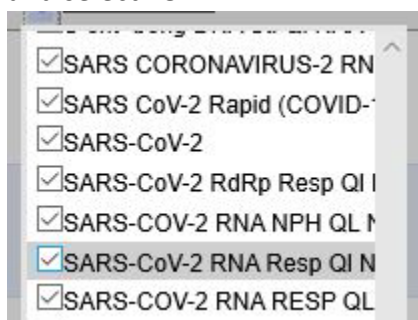 SARS CORONAVIRUS-2 RN
SARS CoV-2 Rapid (COVID-1
SARS-CoV-2
SARS-CoV-2 RdRp Resp Ql
SARS-COV-2 RNA NPH QL N
SARS-CoV-2 RNA Resp Ql N
SARS-COV-2 RNA RESP QL